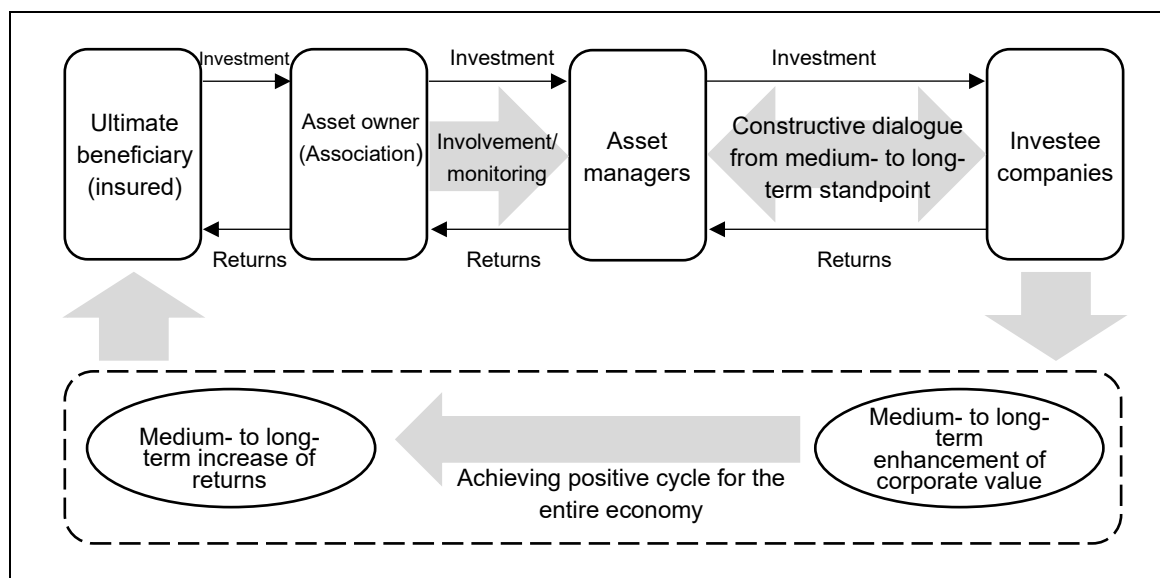 Investment
Investment
Investment
Ultimate
beneficiary
(insured)
Asset owner
(Association)
Involvement/
monitoring
Asset
managers
Constructive dialogue
from medium- to long-
term standpoint
Investee
companies
Returns
Returns
Returns
Medium- to long-
term increase of
returns
Achieving positive cycle for the
entire economy
Medium- to long-
term
enhancement of
corporate value